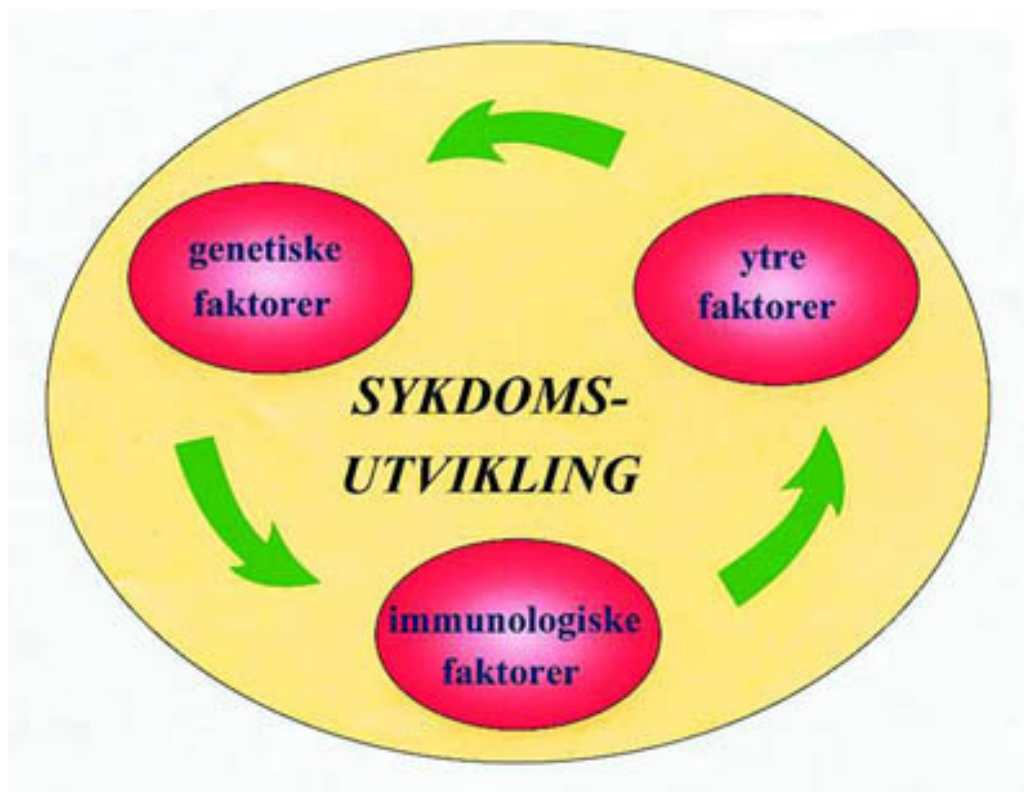 genetiske
faktorer
ytre
faktorer
SYKDOMS-
UTVIKLING
immunologiske
faktorer